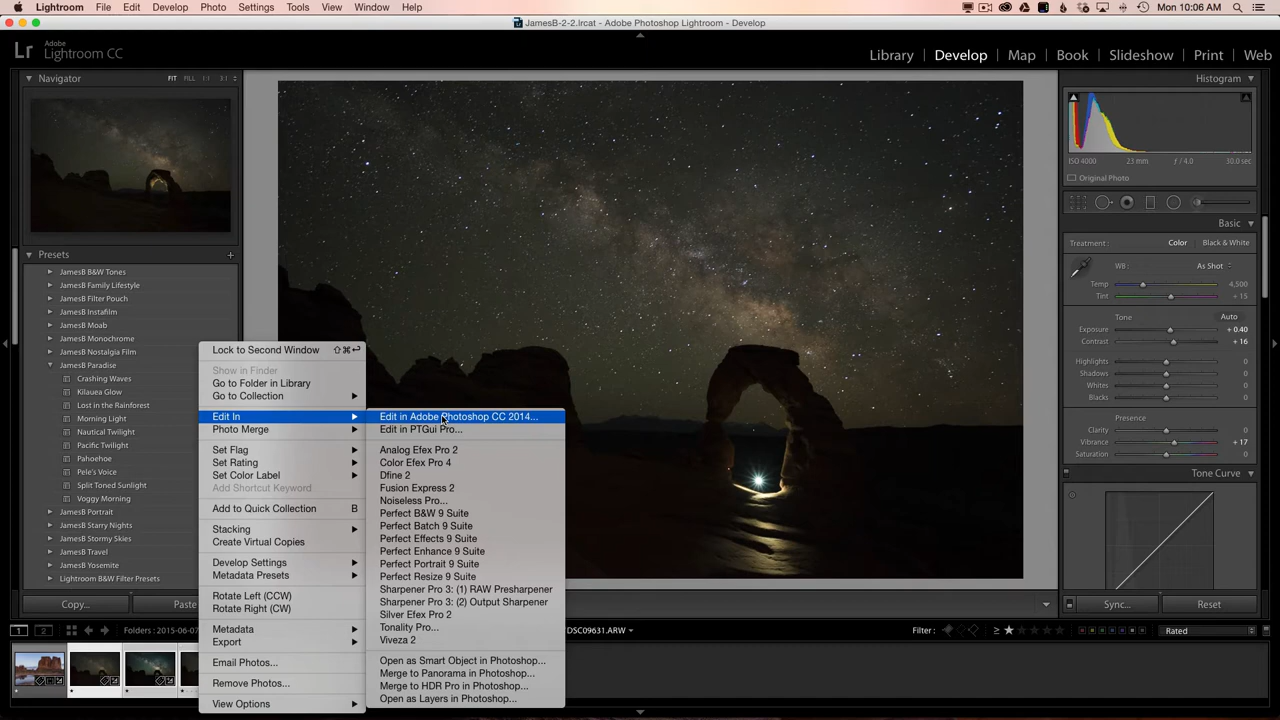 Lightroom File Edit Develop Photo Settings Tools View Window Help Mon 10:06 AM
JamesB-2-2.lrcat - Adobe Photoshop Lightroom - Develop
Lr Adobe
Lightroom CC
Library Develop Map Book Slideshow Print Web
Navigator FIT FILL 1:1 3:1
Histogram
ISO 4000 23 mm ƒ / 4.0 30.0 sec
Original Photo
Basic
Treatment: Color Black & White
WB: As Shot
Temp 4,500
Tint + 15
Tone Auto
Exposure + 0.40
Contrast + 16
Highlights
Shadows
Whites
Blacks
Presence
Clarity
Vibrance + 17
Saturation
Tone Curve
Presets +
JamesB B&W Tones
JamesB Family Lifestyle
JamesB Filter Pouch
JamesB Instafilm
JamesB Moab
JamesB Monochrome
JamesB Nostalgia Film
JamesB Paradise
Crashing Waves
Kilauea Glow
Lost in the Rainforest
Morning Light
Nautical Twilight
Pacific Twilight
Pahoehoe
Pele's Voice
Split Toned Sunlight
Voggy Morning
JamesB Portrait
JamesB Starry Nights
JamesB Stormy Skies
JamesB Travel
JamesB Yosemite
Lightroom B&W Filter Presets
Copy... Paste
Lock to Second Window ⇧⌘↩
Show in Finder
Go to Folder in Library
Go to Collection
Edit In
Photo Merge
Set Flag
Set Rating
Set Color Label
Add Shortcut Keyword
Add to Quick Collection B
Stacking
Create Virtual Copies
Develop Settings
Metadata Presets
Rotate Left (CCW)
Rotate Right (CW)
Metadata
Export
Email Photos...
Remove Photos...
View Options
Edit in Adobe Photoshop CC 2014...
Edit in PTGui Pro...
Analog Efex Pro 2
Color Efex Pro 4
Dfine 2
Fusion Express 2
Noiseless Pro...
Perfect B&W 9 Suite
Perfect Batch 9 Suite
Perfect Effects 9 Suite
Perfect Enhance 9 Suite
Perfect Portrait 9 Suite
Perfect Resize 9 Suite
Sharpener Pro 3: (1) RAW Presharpener
Sharpener Pro 3: (2) Output Sharpener
Silver Efex Pro 2
Tonality Pro...
Viveza 2
Open as Smart Object in Photoshop...
Merge to Panorama in Photoshop...
Merge to HDR Pro in Photoshop...
Open as Layers in Photoshop...
Sync... Reset
1 2 Folders : 2015-06-07 DSC09631.ARW Filter : ≥ ★ Rated